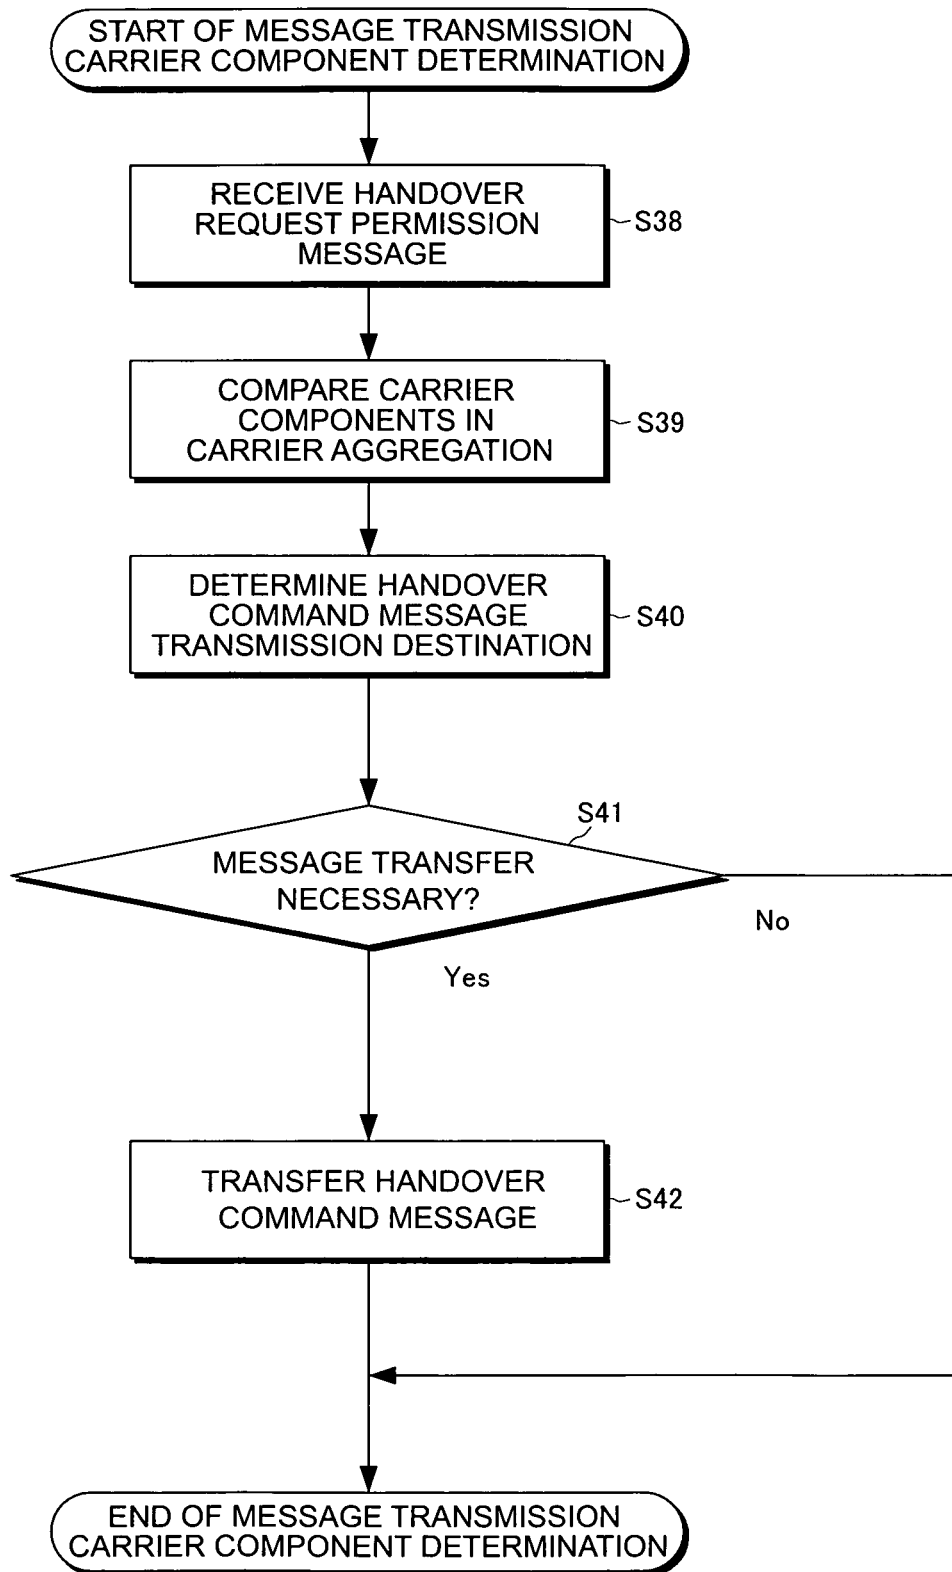 START OF MESSAGE TRANSMISSION
CARRIER COMPONENT DETERMINATION
RECEIVE HANDOVER
REQUEST PERMISSION
MESSAGE
S38
COMPARE CARRIER
COMPONENTS IN
CARRIER AGGREGATION
S39
DETERMINE HANDOVER
COMMAND MESSAGE
TRANSMISSION DESTINATION
S40
S41
MESSAGE TRANSFER
NECESSARY?
No
Yes
TRANSFER HANDOVER
COMMAND MESSAGE
S42
END OF MESSAGE TRANSMISSION
CARRIER COMPONENT DETERMINATION